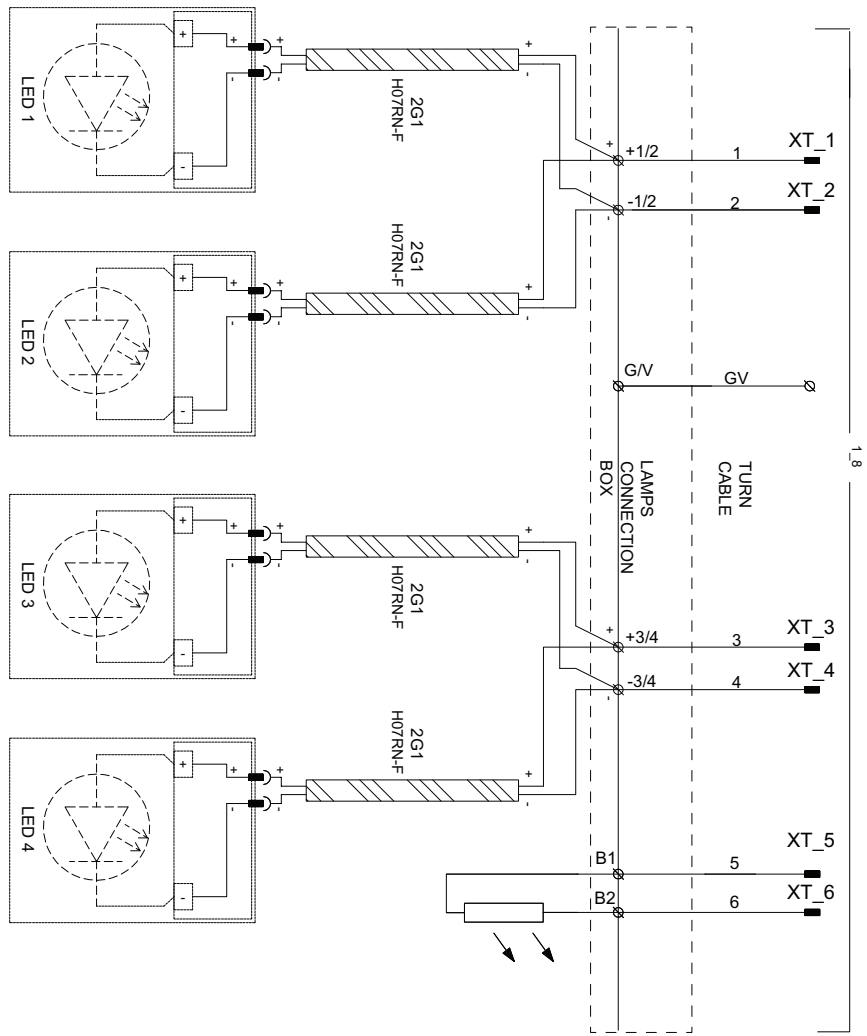 LED 1
+
-
+
-
+
-
2G1
H07RN-F
+
-
LED 2
+
-
+
-
+
-
2G1
H07RN-F
+
-
LED 3
+
-
+
-
+
-
2G1
H07RN-F
+
-
LED 4
+
-
+
-
+
-
2G1
H07RN-F
+
-
+
+1/2
1
XT_1
-
-1/2
2
XT_2
G/V
GV
LAMPS
CONNECTION
BOX
TURN
CABLE
1_8
+
+3/4
3
XT_3
-
-3/4
4
XT_4
B1
5
XT_5
B2
6
XT_6